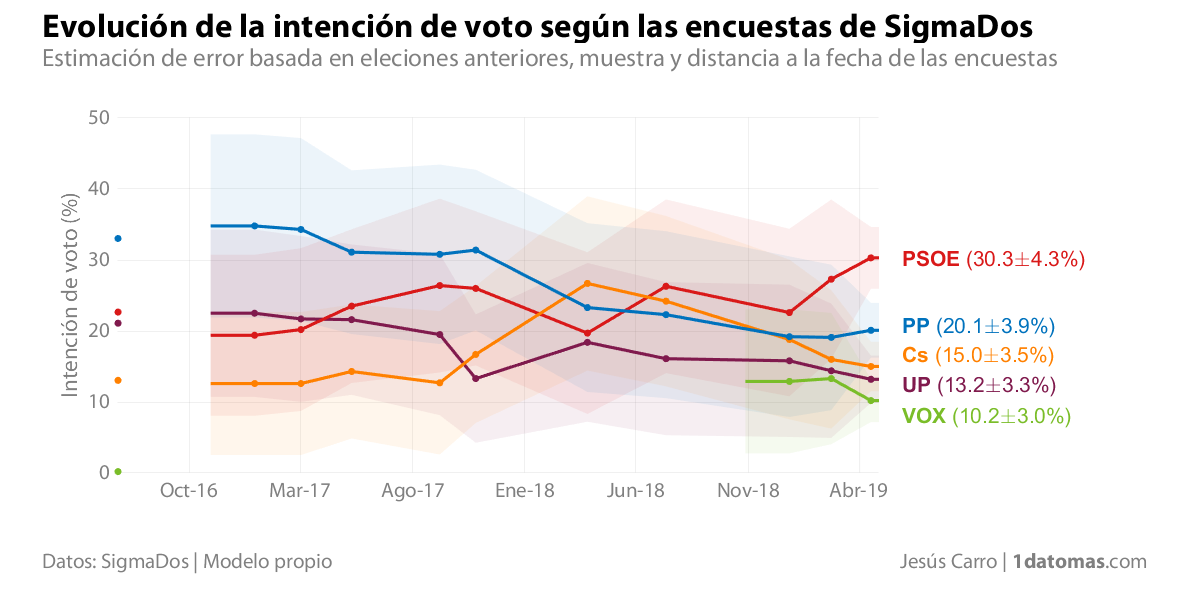 Evolución de la intención de voto según las encuestas de SigmaDos
Estimación de error basada en eleciones anteriores, muestra y distancia a la fecha de las encuestas
Intención de voto (%)
50
40
30
20
10
0
Oct-16 Mar-17 Ago-17 Ene-18 Jun-18 Nov-18 Abr-19
PSOE (30.3±4.3%)
PP (20.1±3.9%)
Cs (15.0±3.5%)
UP (13.2±3.3%)
VOX (10.2±3.0%)
Datos: SigmaDos | Modelo propio
Jesús Carro | 1datomas.com